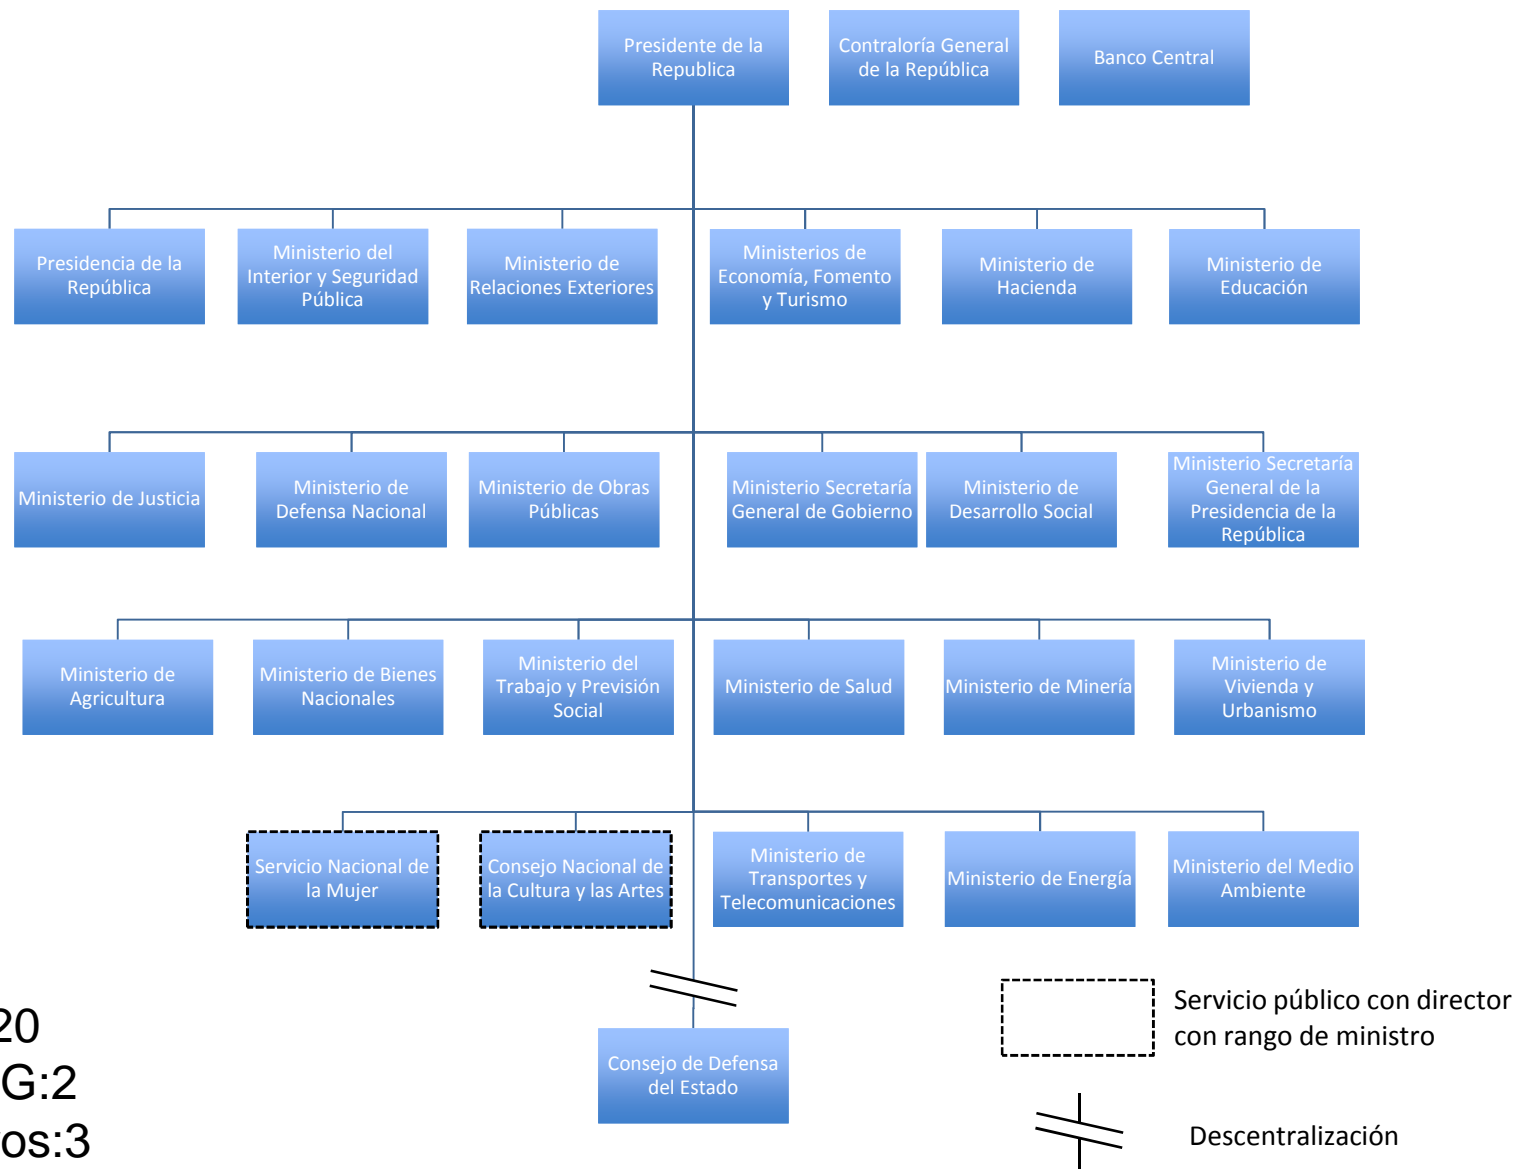 Presidente de la
Republica
Contraloría General
de la República
Banco Central
Presidencia de la
República
Ministerio del
Interior y Seguridad
Pública
Ministerio de
Relaciones Exteriores
Ministerios de
Economía, Fomento
y Turismo
Ministerio de
Hacienda
Ministerio de
Educación
Ministerio de Justicia
Ministerio de
Defensa Nacional
Ministerio de Obras
Públicas
Ministerio Secretaría
General de Gobierno
Ministerio de
Desarrollo Social
Ministerio Secretaría
General de la
Presidencia de la
República
Ministerio de
Agricultura
Ministerio de Bienes
Nacionales
Ministerio del
Trabajo y Previsión
Social
Ministerio de Salud
Ministerio de Minería
Ministerio de
Vivienda y
Urbanismo
Servicio Nacional de
la Mujer
Consejo Nacional de
la Cultura y las Artes
Ministerio de
Transportes y
Telecomunicaciones
Ministerio de Energía
Ministerio del Medio
Ambiente
Consejo de Defensa
del Estado
Servicio público con director
con rango de ministro
Descentralización
20
G:2
os:3